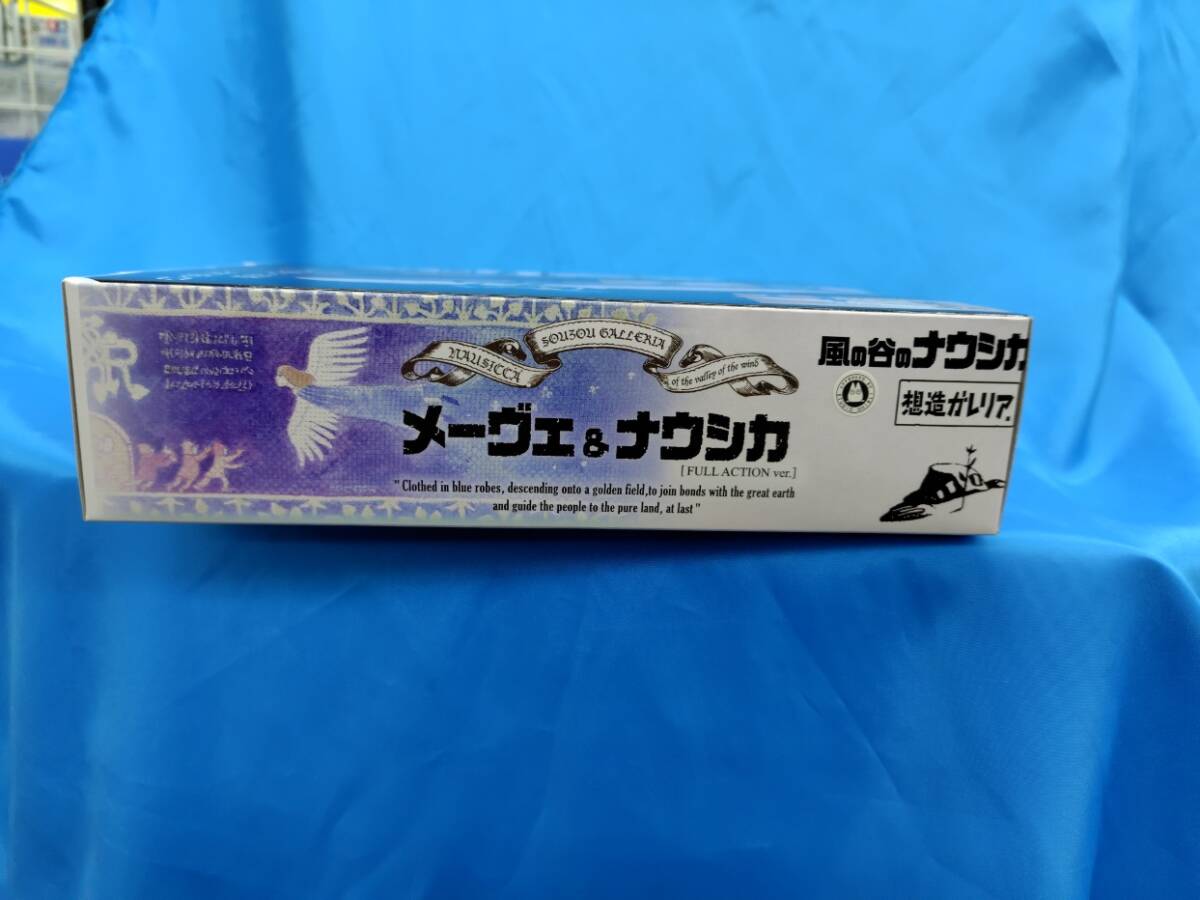 NAUSICCA
SOUZOU GALLERIA
of the valley of the wind
メーヴェ&ナウシカ
[FULL ACTION ver.]
"Clothed in blue robes, descending onto a golden field,to join bonds with the great earth
and guide the people to the pure land, at last"
風の谷のナウシカ
想造ガレリア.